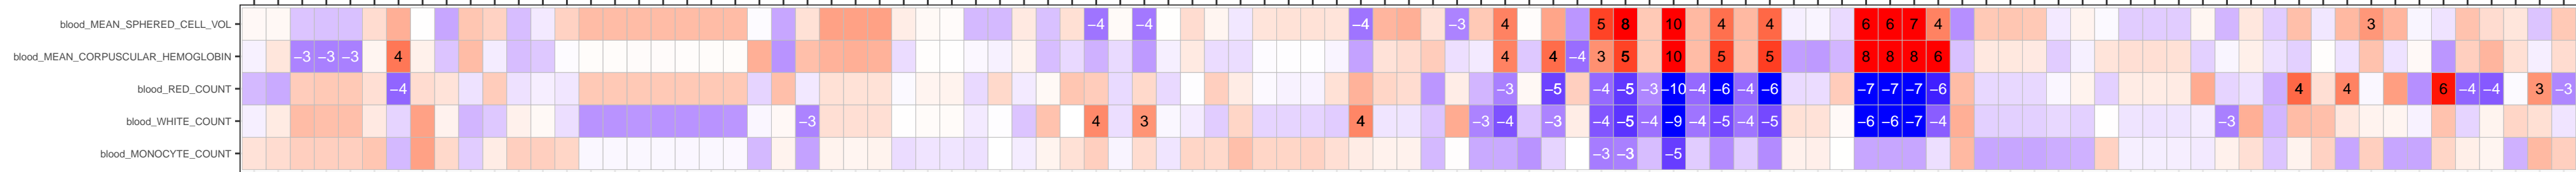 blood_MEAN_SPHERED_CELL_VOL −4 −4 −4 −3 4 5 8 10 4 4 6 6 7 4 3
blood_MEAN_CORPUSCULAR_HEMOGLOBIN −3 −3 −3 4 4 4 −4 3 5 10 5 5 8 8 8 6
blood_RED_COUNT −4 −3 −5 −4 −5 −3 −10 −4 −6 −4 −6 −7 −7 −7 −6 4 4 6 −4 −4 3 −3
blood_WHITE_COUNT −3 4 3 4 −3 −4 −3 −4 −5 −4 −9 −4 −5 −4 −5 −6 −6 −7 −4 −3
blood_MONOCYTE_COUNT −3 −3 −5